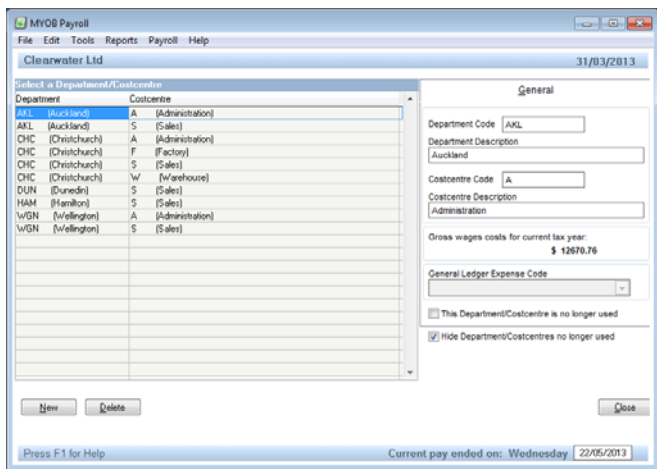 MYOB Payroll
File Edit Tools Reports Payroll Help
Clearwater Ltd 31/03/2013
Select a Department/Costcentre
Department Costcentre
AKL (Auckland) A (Administration)
AKL (Auckland) S (Sales)
CHC (Christchurch) A (Administration)
CHC (Christchurch) F (Factory)
CHC (Christchurch) S (Sales)
CHC (Christchurch) W (Warehouse)
DUN (Dunedin) S (Sales)
HAM (Hamilton) S (Sales)
WGN (Wellington) A (Administration)
WGN (Wellington) S (Sales)
General
Department Code AKL
Department Description
Auckland
Costcentre Code A
Costcentre Description
Administration
Gross wages costs for current tax year:
$ 12670.76
General Ledger Expense Code
This Department/Costcentre is no longer used
Hide Department/Costcentres no longer used
New Delete Close
Press F1 for Help Current pay ended on: Wednesday 22/05/2013